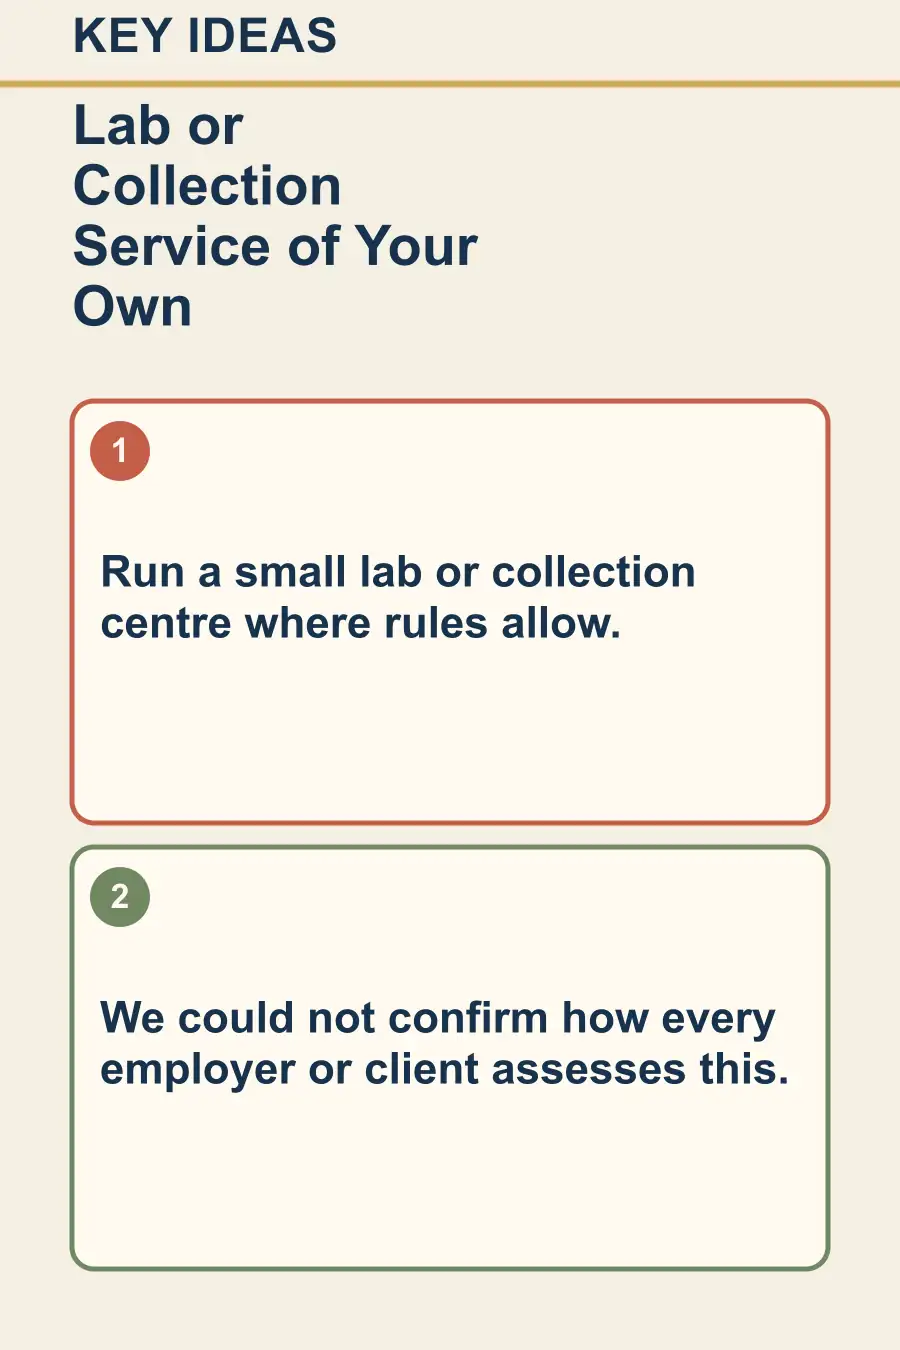 KEY IDEAS
Lab or
Collection
Service of Your
Own
1
Run a small lab or collection
centre where rules allow.
2
We could not confirm how every
employer or client assesses this.